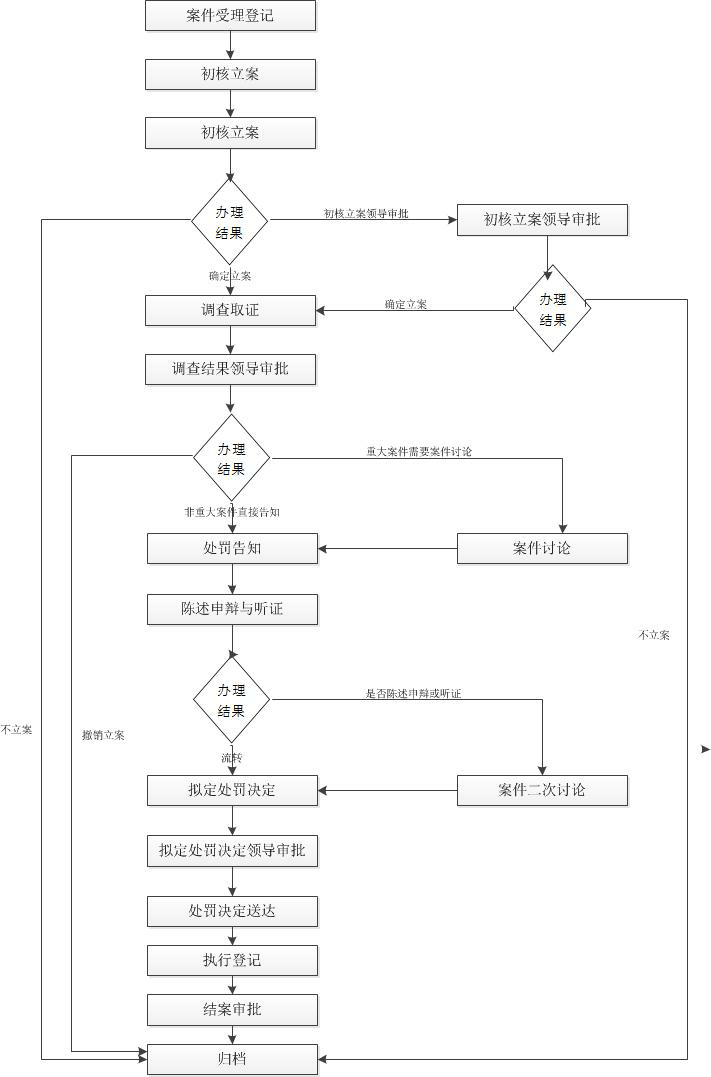 案件受理登记
初核立案
初核立案
办理
结果
初核立案领导审批
初核立案领导审批
确定立案
办理
结果
确定立案
调查取证
调查结果领导审批
办理
结果
重大案件需要案件讨论
非重大案件直接告知
处罚告知
案件讨论
陈述申辩与听证
不立案
办理
结果
是否陈述申辩或听证
不立案
撤销立案
流转
拟定处罚决定
案件二次讨论
拟定处罚决定领导审批
处罚决定送达
执行登记
结案审批
归档